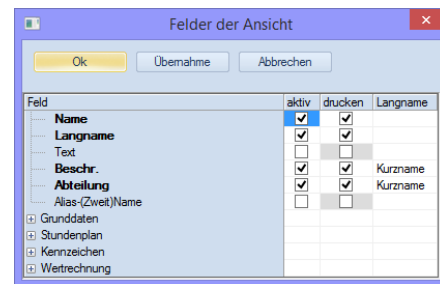 Felder der Ansicht
Ok Übernahme Abbrechen
Feld aktiv drucken Langname
Name
Langname
Text
Beschr. Kurzname
Abteilung Kurzname
Alias-(Zweit)Name
Grunddaten
Stundenplan
Kennzeichen
Wertrechnung